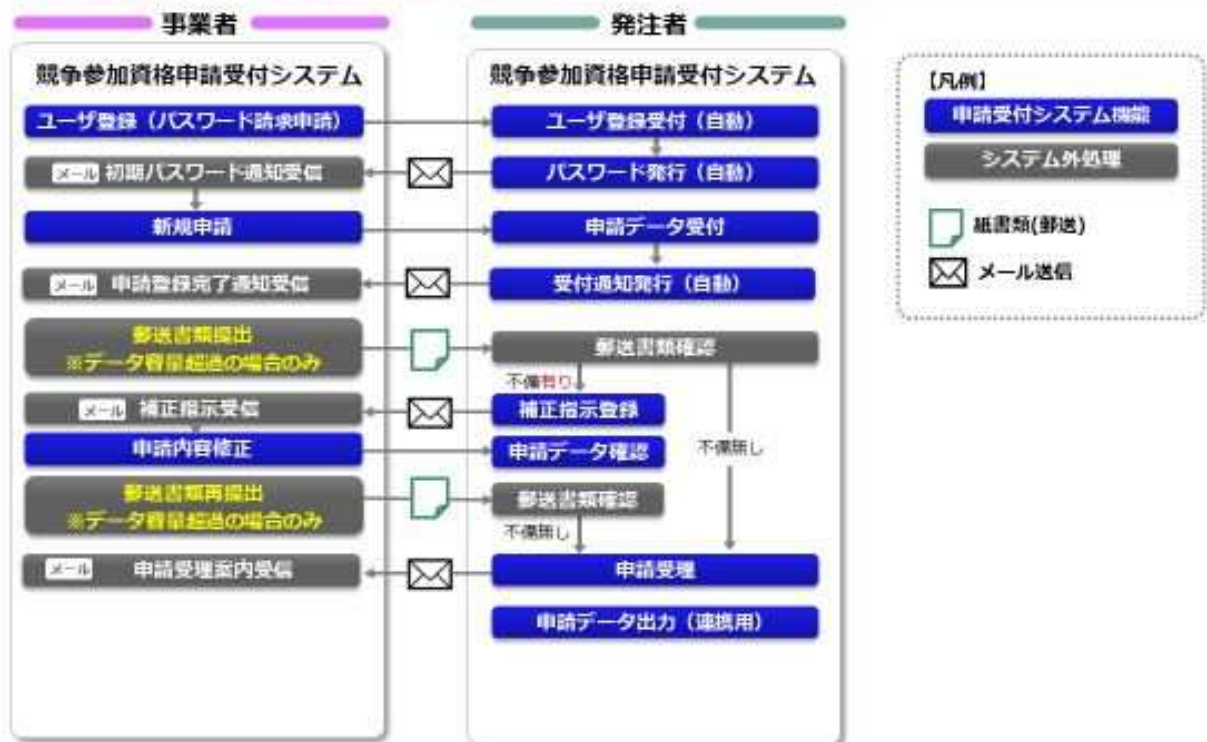 事業者
発注者
競争参加資格申請受付システム
競争参加資格申請受付システム
【凡例】
申請受付システム機能
システム外処理
紙書類(郵送)
メール送信
ユーザ登録（パスワード請求申請）
ユーザ登録受付（自動）
メール 初期パスワード通知受信
パスワード発行（自動）
新規申請
申請データ受付
メール 申請登録完了通知受信
受付通知発行（自動）
郵送書類提出
※データ容量超過の場合のみ
郵送書類確認
不備有り
メール 補正指示受信
補正指示登録
申請内容修正
申請データ確認
不備無し
郵送書類再提出
※データ容量超過の場合のみ
郵送書類確認
不備無し
メール 申請受理案内受信
申請受理
申請データ出力（連携用）